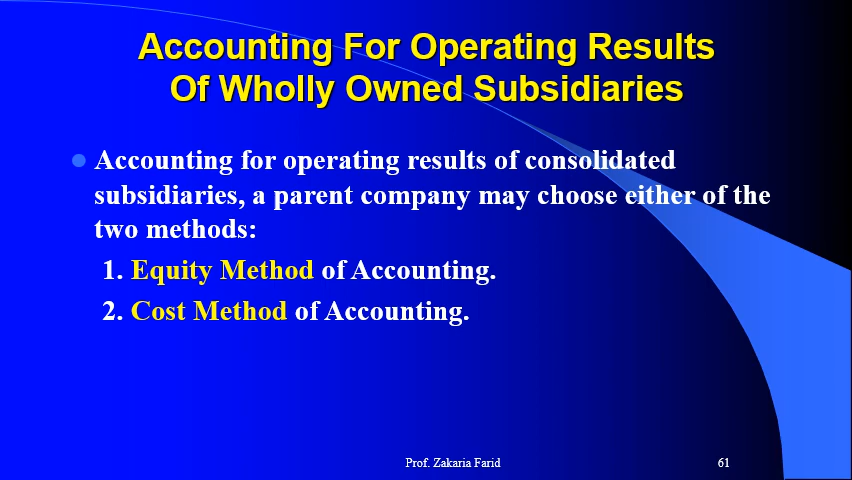 Accounting For Operating Results
Of Wholly Owned Subsidiaries
Accounting for operating results of consolidated
subsidiaries, a parent company may choose either of the
two methods:
1. Equity Method of Accounting.
2. Cost Method of Accounting.
Prof. Zakaria Farid 61